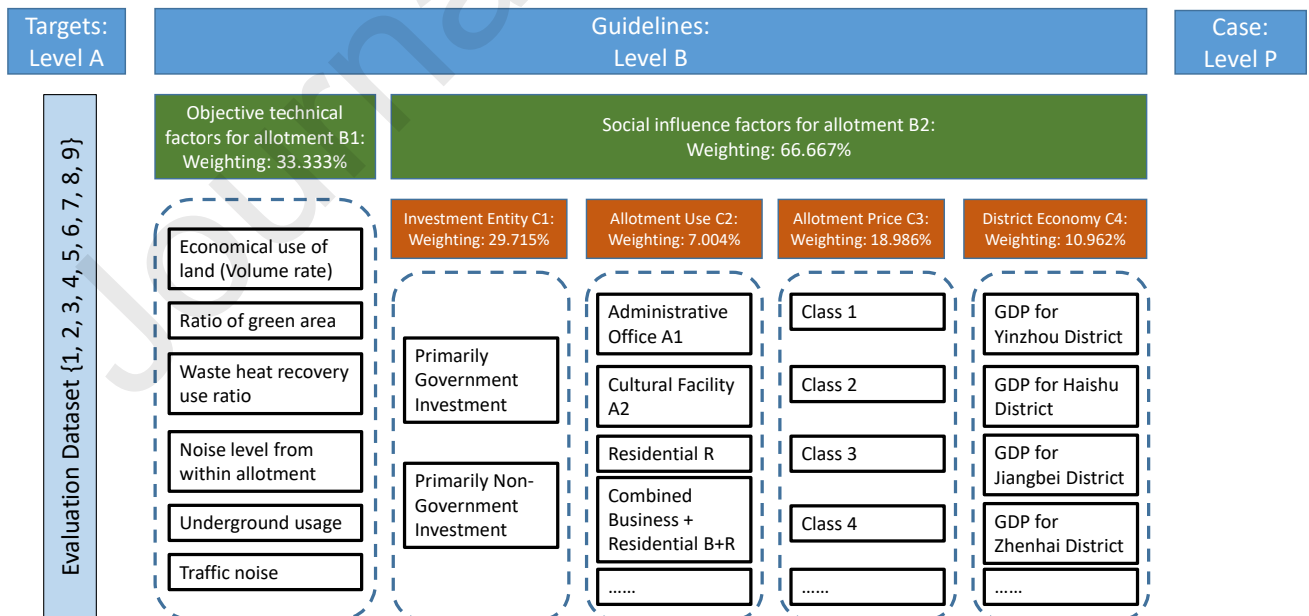 Targets:
Level A
Guidelines:
Level B
Case:
Level P
Evaluation Dataset {1, 2, 3, 4, 5, 6, 7, 8, 9}
Objective technical
factors for allotment B1:
Weighting: 33.333%
Social influence factors for allotment B2:
Weighting: 66.667%
Economical use of
land (Volume rate)
Ratio of green area
Waste heat recovery
use ratio
Noise level from
within allotment
Underground usage
Traffic noise
Investment Entity C1:
Weighting: 29.715%
Primarily
Government
Investment
Primarily Non-
Government
Investment
Allotment Use C2:
Weighting: 7.004%
Administrative
Office A1
Cultural Facility
A2
Residential R
Combined
Business +
Residential B+R
......
Allotment Price C3:
Weighting: 18.986%
Class 1
Class 2
Class 3
Class 4
......
District Economy C4:
Weighting: 10.962%
GDP for
Yinzhou District
GDP for Haishu
District
GDP for
Jiangbei District
GDP for
Zhenhai District
......
Journa